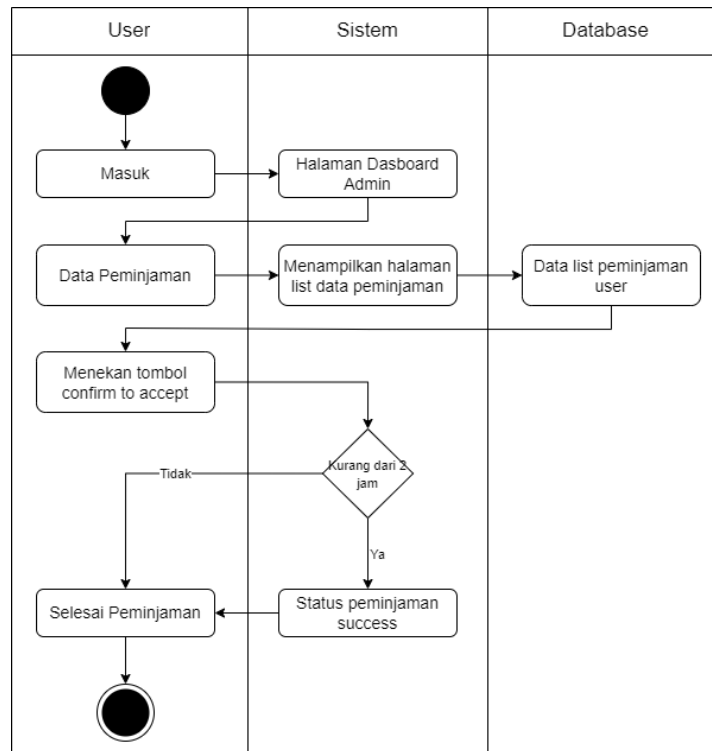 User
Sistem
Database
Masuk
Halaman Dasboard
Admin
Data Peminjaman
Menampilkan halaman
list data peminjaman
Data list peminjaman
user
Menekan tombol
confirm to accept
Kurang dari 2
jam
Tidak
Ya
Selesai Peminjaman
Status peminjaman
success